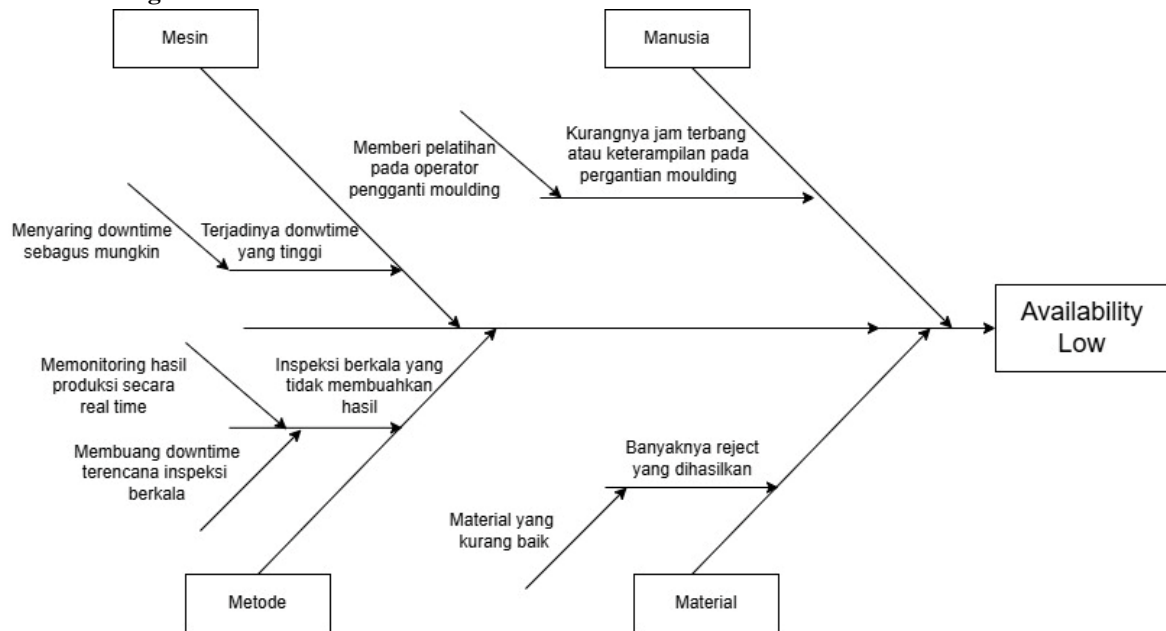 Mesin
Manusia
Memberi pelatihan
pada operator
pengganti moulding
Kurangnya jam terbang
atau keterampilan pada
pergantian moulding
Menyaring downtime
sebagus mungkin
Terjadinya donwtime
yang tinggi
Availability
Low
Memonitoring hasil
produksi secara
real time
Inspeksi berkala yang
tidak membuahkan
hasil
Membuang downtime
terencana inspeksi
berkala
Banyaknya reject
yang dihasilkan
Material yang
kurang baik
Metode
Material